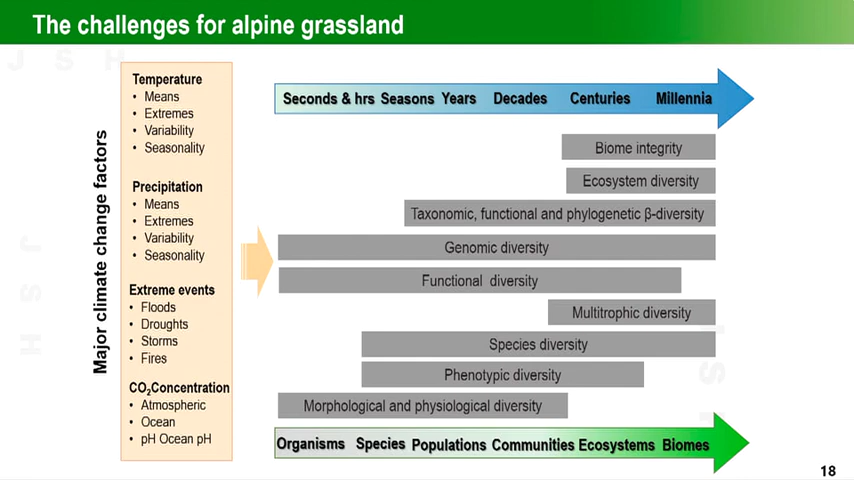 The challenges for alpine grassland
J S H
Major climate change factors
Temperature
• Means
• Extremes
• Variability
• Seasonality
Precipitation
• Means
• Extremes
• Variability
• Seasonality
Extreme events
• Floods
• Droughts
• Storms
• Fires
CO₂Concentration
• Atmospheric
• Ocean
• pH Ocean pH
Seconds & hrs Seasons Years Decades Centuries Millennia
Biome integrity
Ecosystem diversity
Taxonomic, functional and phylogenetic β-diversity
Genomic diversity
Functional diversity
Multitrophic diversity
Species diversity
Phenotypic diversity
Morphological and physiological diversity
Organisms Species Populations Communities Ecosystems Biomes
18